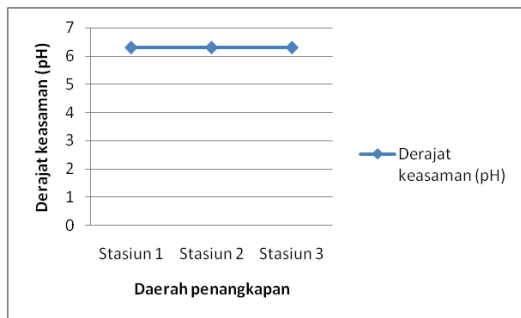 7
6
5
4
3
2
1
0
Derajat keasaman (pH)
Stasiun 1 Stasiun 2 Stasiun 3
Daerah penangkapan
Derajat
keasaman (pH)